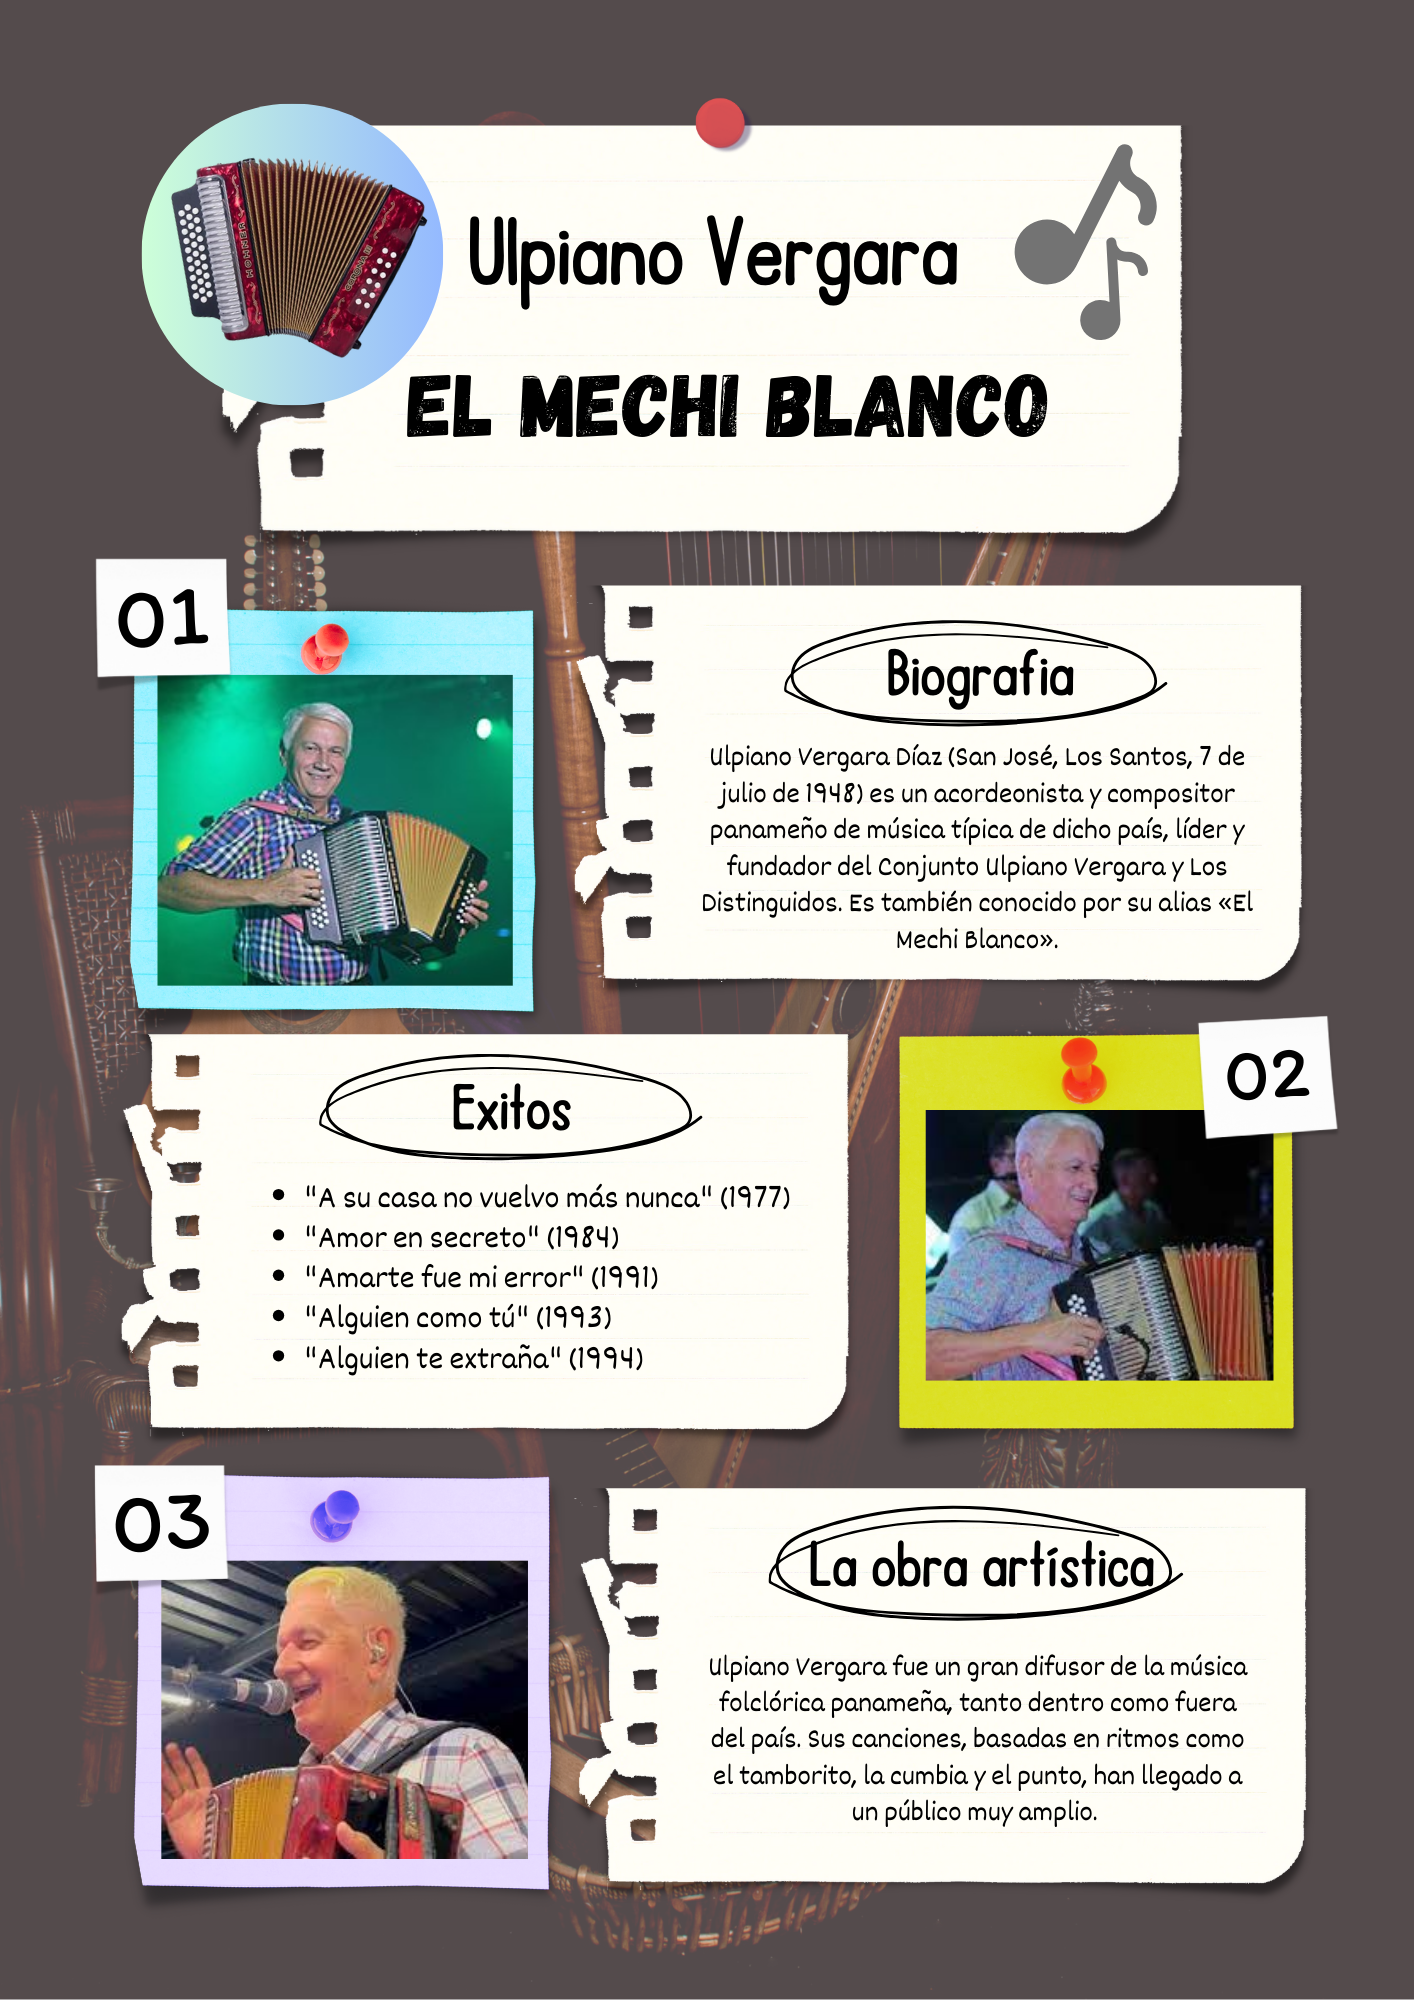 Ulpiano Vergara
EL MECHI BLANCO
HOHNER
CORONA III
01
Biografia
Ulpiano Vergara Díaz (San José, Los Santos, 7 de
julio de 1948) es un acordeonista y compositor
panameño de música típica de dicho país, líder y
fundador del Conjunto Ulpiano Vergara y Los
Distinguidos. Es también conocido por su alias «El
Mechi Blanco».
Exitos
• "A su casa no vuelvo más nunca" (1977)
• "Amor en secreto" (1984)
• "Amarte fue mi error" (1991)
• "Alguien como tú" (1993)
• "Alguien te extraña" (1994)
02
03
La obra artística
Ulpiano Vergara fue un gran difusor de la música
folclórica panameña, tanto dentro como fuera
del país. Sus canciones, basadas en ritmos como
el tamborito, la cumbia y el punto, han llegado a
un público muy amplio.